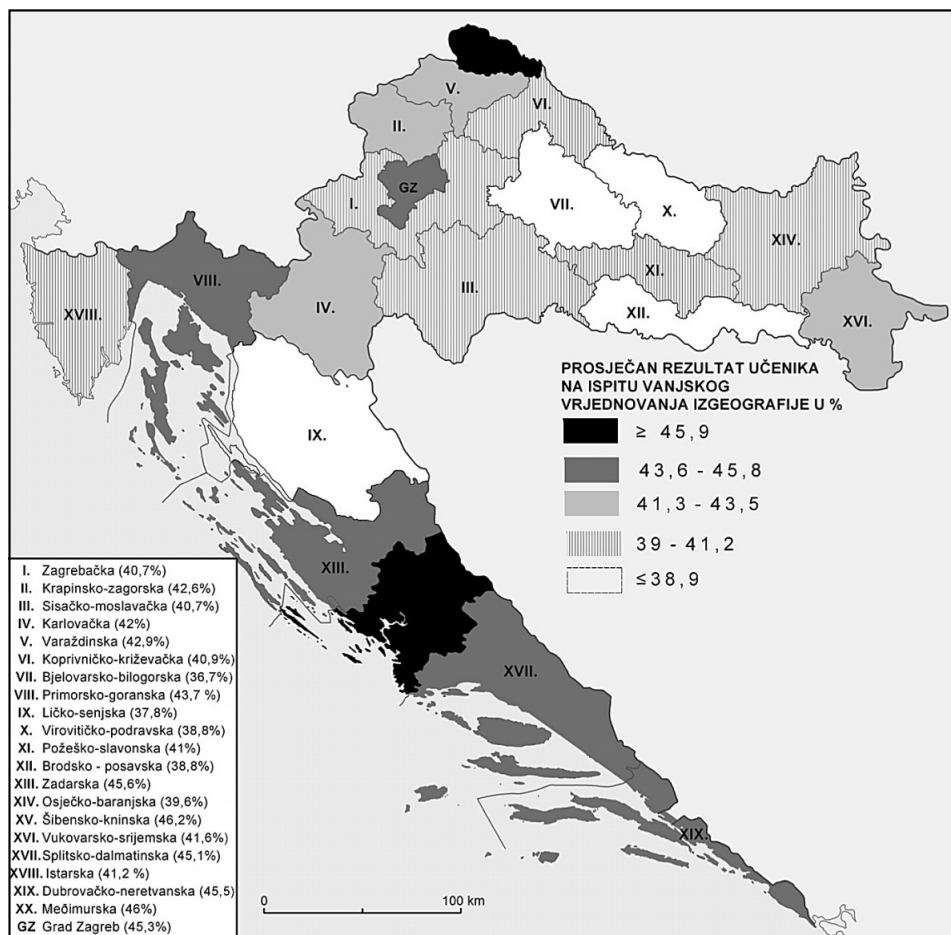 V.
VI.
II.
GZ
I.
VII.
X.
XIV.
XI.
III.
VIII.
IV.
XII.
XVI.
XVIII.
IX.
XIII.
XVII.
XIX.
PROSJEČAN REZULTAT UČENIKA
NA ISPITU VANJSKOG
VRJEDNOVANJA IZGEOGRAFIJE U %
≥ 45,9
43,6 - 45,8
41,3 - 43,5
39 - 41,2
≤38,9
I. Zagrebačka (40,7%)
II. Krapinsko-zagorska (42,6%)
III. Sisačko-moslavačka (40,7%)
IV. Karlovačka (42%)
V. Varaždinska (42,9%)
VI. Koprivničko-križevačka (40,9%)
VII. Bjelovarsko-bilogorska (36,7%)
VIII. Primorsko-goranska (43,7 %)
IX. Ličko-senjska (37,8%)
X. Virovitičko-podravska (38,8%)
XI. Požeško-slavonska (41%)
XII. Brodsko - posavska (38,8%)
XIII. Zadarska (45,6%)
XIV. Osječko-baranjska (39,6%)
XV. Šibensko-kninska (46,2%)
XVI. Vukovarsko-srijemska (41,6%)
XVII. Splitsko-dalmatinska (45,1%)
XVIII. Istarska (41,2 %)
XIX. Dubrovačko-neretvanska (45,5)
XX. Meðimurska (46%)
GZ Grad Zagreb (45,3%)
0 100 km